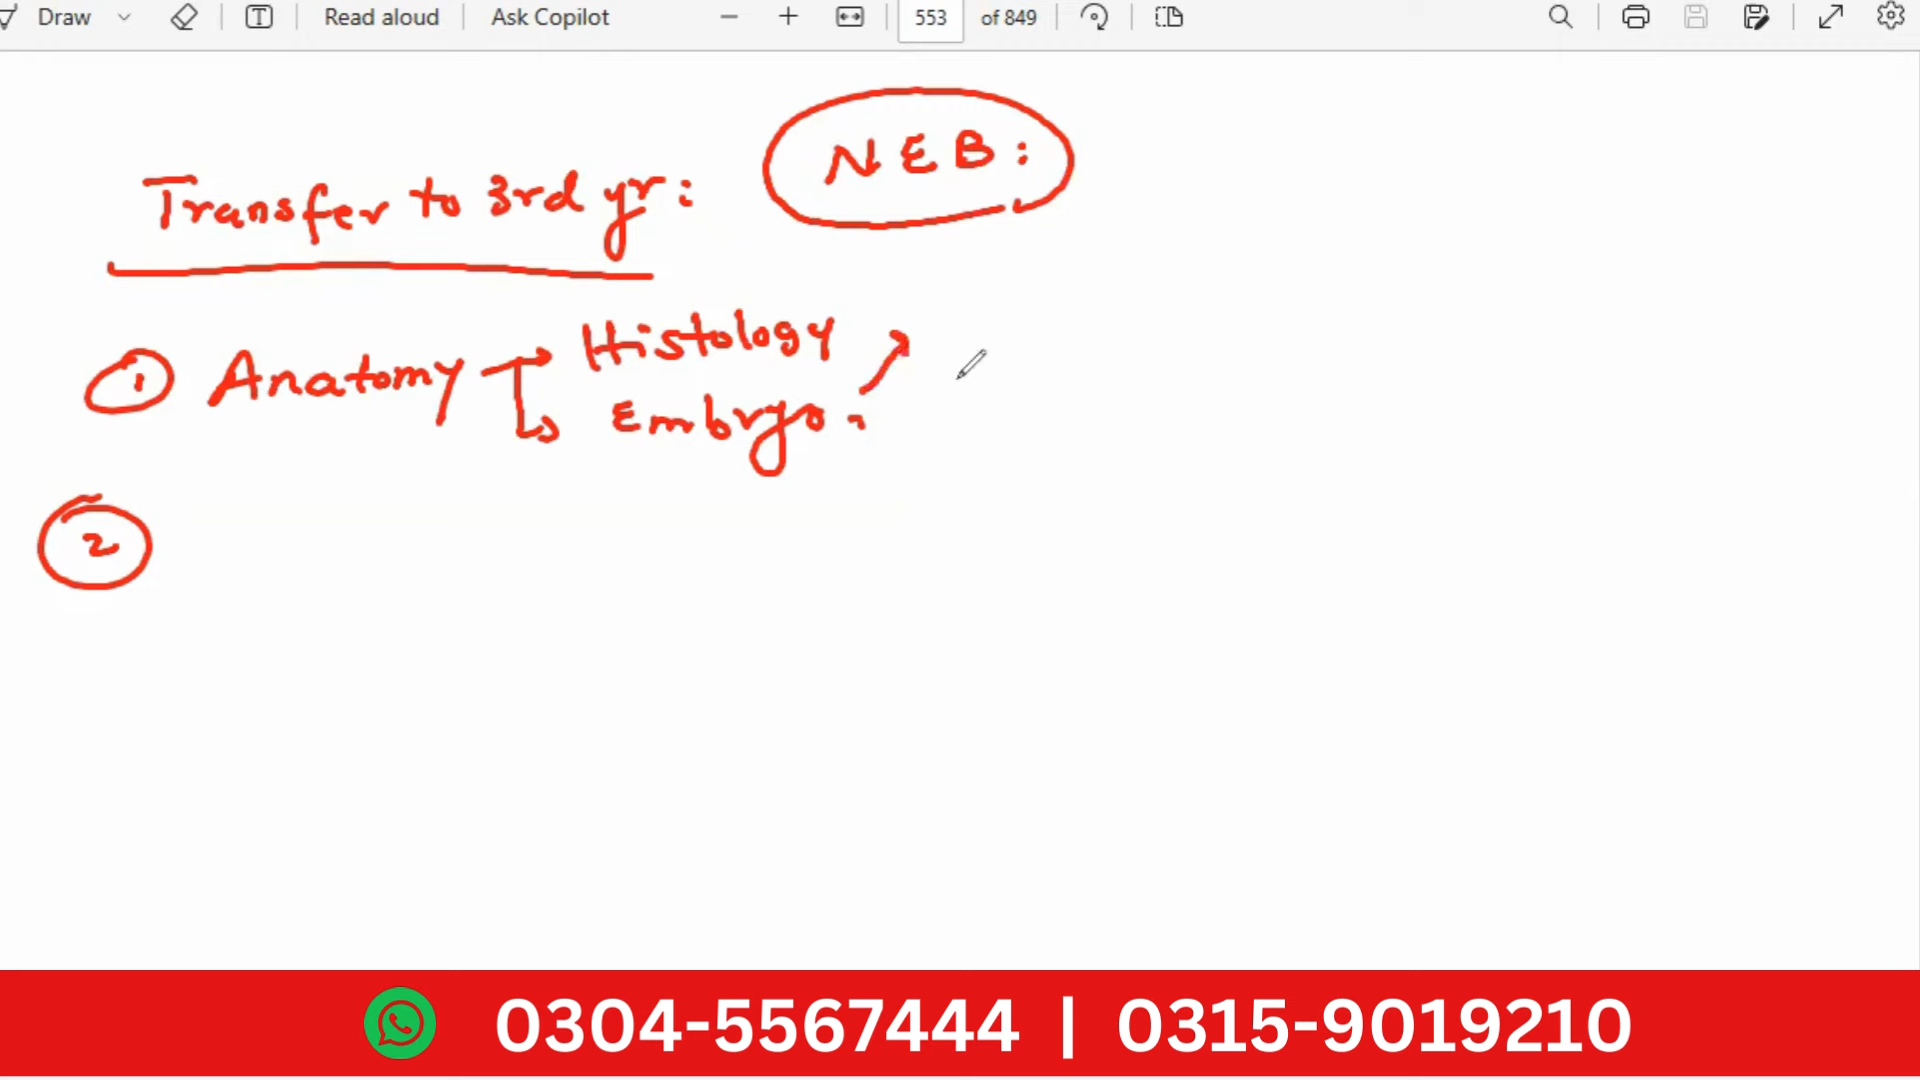 Draw Read aloud Ask Copilot 553 of 849
NEB:
Transfer to 3rd yr:
1 Anatomy → Histology
Embryo.
2
0304-5567444 | 0315-9019210